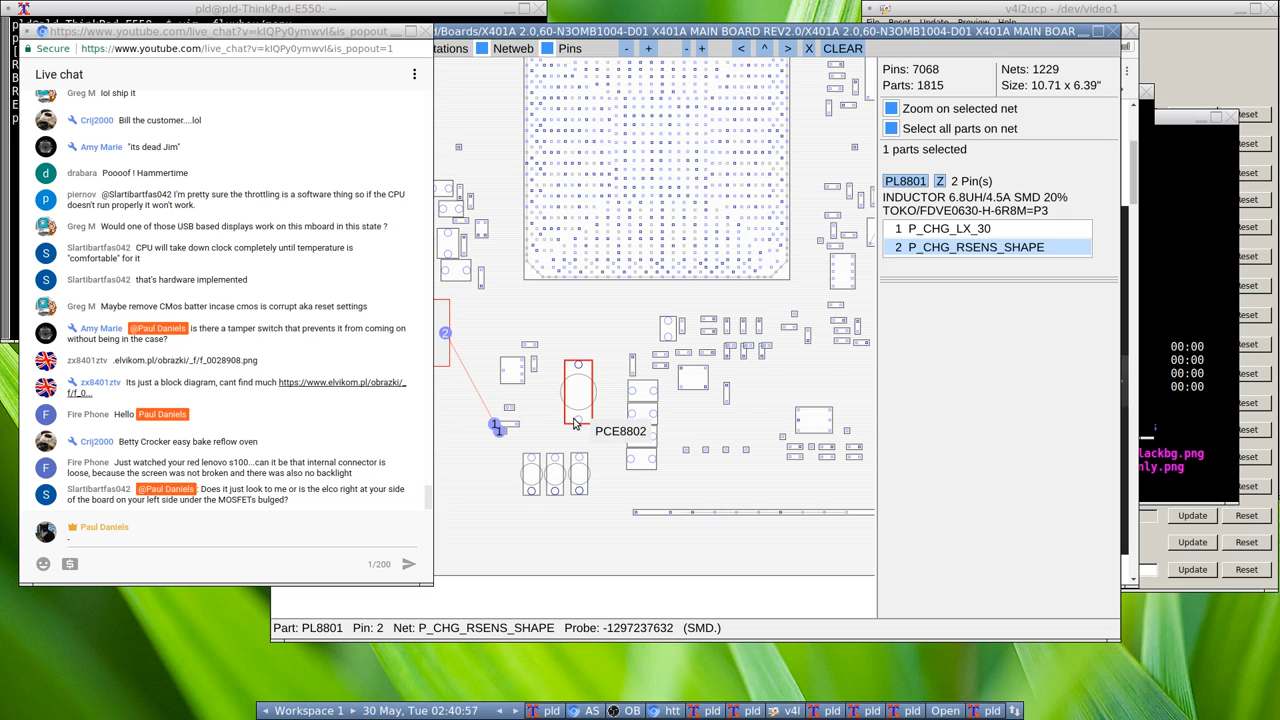 pld@pld-ThinkPad-E550: ~
v4l2ucp - /dev/video1
https://www.youtube.com/live_chat?v=kIQPy0ymwvI&is_popout
/Boards/X401A 2.0,60-N3OMB1004-D01 X401A MAIN BOARD REV2.0/X401A 2.0,60-N3OMB1004-D01 X401A MAIN BOAR
File Reset Update Preview Help
Secure https://www.youtube.com/live_chat?v=kIQPy0ymwvI&is_popout=1
tations Netweb Pins - + - + < ^ > X CLEAR
Live chat
Greg M lol ship it
Crij2000 Bill the customer....lol
Amy Marie "its dead Jim"
drabara Poooof ! Hammertime
piernov @Slartibartfas042 I'm pretty sure the throttling is a software thing so if the CPU
doesn't run properly it won't work.
Greg M Would one of those USB based displays work on this mboard in this state ?
Slartibartfas042 CPU will take down clock completely until temperature is
"comfortable" for it
Slartibartfas042 that's hardware implemented
Greg M Maybe remove CMos batter incase cmos is corrupt aka reset settings
Amy Marie @Paul Daniels is there a tamper switch that prevents it from coming on
without being in the case?
zx8401ztv .elvikom.pl/obrazki/_f/f_0028908.png
zx8401ztv Its just a block diagram, cant find much https://www.elvikom.pl/obrazki/_
f/f_0...
Fire Phone Hello Paul Daniels
Crij2000 Betty Crocker easy bake reflow oven
Fire Phone Just watched your red lenovo s100...can it be that internal connector is
loose, because the screen was not broken and there was also no backlight
Slartibartfas042 @Paul Daniels : Does it just look to me or is the elco right at your side
of the board on your left side under the MOSFETs bulged?
Paul Daniels
-
1/200
2
1
1
PCE8802
Pins: 7068 Nets: 1229
Parts: 1815 Size: 10.71 x 6.39"
Zoom on selected net
Select all parts on net
1 parts selected
PL8801 Z 2 Pin(s)
INDUCTOR 6.8UH/4.5A SMD 20%
TOKO/FDVE0630-H-6R8M=P3
1 P_CHG_LX_30
2 P_CHG_RSENS_SHAPE
Part: PL8801 Pin: 2 Net: P_CHG_RSENS_SHAPE Probe: -1297237632 (SMD.)
00:00
00:00
00:00
00:00
lackbg.png
nly.png
Update Reset
Update Reset
Update Reset
Workspace 1 30 May, Tue 02:40:57 pld AS OB htt pld pld v4l pld pld pld Open pld